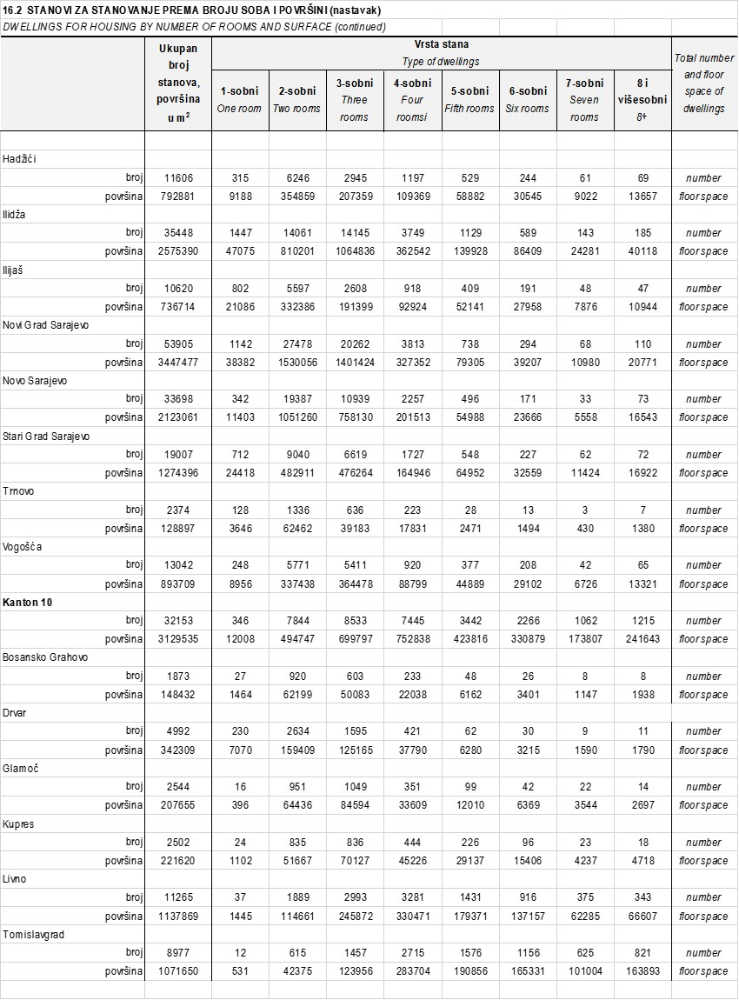 16.2 STANOVI ZA STANOVANJE PREMA BROJU SOBA I POVRŠINI (nastavak)
DWELLINGS FOR HOUSING BY NUMBER OF ROOMS AND SURFACE (continued)
Ukupan broj stanova, površina u m² Vrsta stana Total number and floor space of dwellings
Type of dwellings
1-sobni 2-sobni 3-sobni 4-sobni 5-sobni 6-sobni 7-sobni 8 i višesobni
One room Two rooms Three rooms Four roomsi Fifth rooms Six rooms Seven rooms 8+
Hadžići
broj 11606 315 6246 2945 1197 529 244 61 69 number
površina 792881 9188 354859 207359 109369 58882 30545 9022 13657 floorspace
Ilidža
broj 35448 1447 14061 14145 3749 1129 589 143 185 number
površina 2575390 47075 810201 1064836 362542 139928 86409 24281 40118 floorspace
Ilijaš
broj 10620 802 5597 2608 918 409 191 48 47 number
površina 736714 21086 332386 191399 92924 52141 27958 7876 10944 floorspace
Novi Grad Sarajevo
broj 53905 1142 27478 20262 3813 738 294 68 110 number
površina 3447477 38382 1530056 1401424 327352 79305 39207 10980 20771 floorspace
Novo Sarajevo
broj 33698 342 19387 10939 2257 496 171 33 73 number
površina 2123061 11403 1051260 758130 201513 54988 23666 5558 16543 floorspace
Stari Grad Sarajevo
broj 19007 712 9040 6619 1727 548 227 62 72 number
površina 1274396 24418 482911 476264 164946 64952 32559 11424 16922 floorspace
Trnovo
broj 2374 128 1336 636 223 28 13 3 7 number
površina 128897 3646 62462 39183 17831 2471 1494 430 1380 floorspace
Vogošća
broj 13042 248 5771 5411 920 377 208 42 65 number
površina 893709 8956 337438 364478 88799 44889 29102 6726 13321 floorspace
Kanton 10
broj 32153 346 7844 8533 7445 3442 2266 1062 1215 number
površina 3129535 12008 494747 699797 752838 423816 330879 173807 241643 floorspace
Bosansko Grahovo
broj 1873 27 920 603 233 48 26 8 8 number
površina 148432 1464 62199 50083 22038 6162 3401 1147 1938 floorspace
Drvar
broj 4992 230 2634 1595 421 62 30 9 11 number
površina 342309 7070 159409 125165 37790 6280 3215 1590 1790 floorspace
Glamoč
broj 2544 16 951 1049 351 99 42 22 14 number
površina 207655 396 64436 84594 33609 12010 6369 3544 2697 floorspace
Kupres
broj 2502 24 835 836 444 226 96 23 18 number
površina 221620 1102 51667 70127 45226 29137 15406 4237 4718 floorspace
Livno
broj 11265 37 1889 2993 3281 1431 916 375 343 number
površina 1137869 1445 114661 245872 330471 179371 137157 62285 66607 floorspace
Tomislavgrad
broj 8977 12 615 1457 2715 1576 1156 625 821 number
površina 1071650 531 42375 123956 283704 190856 165331 101004 163893 floorspace